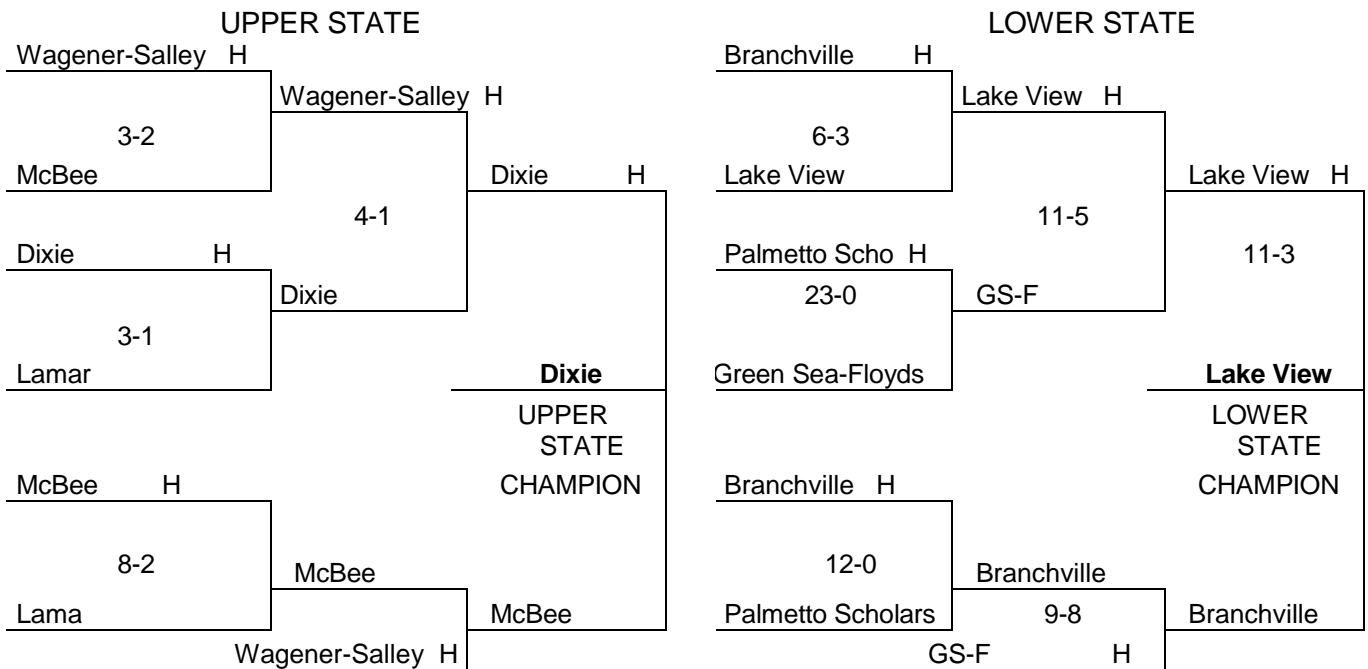 UPPER STATE
Wagener-Salley H
Wagener-Salley H
3-2
McBee
Dixie H
4-1
Dixie H
Dixie
3-1
Lamar
Dixie
UPPER
STATE
CHAMPION
McBee H
8-2
McBee
Lama
McBee
Wagener-Salley H
LOWER STATE
Branchville H
Lake View H
6-3
Lake View
Lake View H
11-5
Palmetto Scho H
11-3
23-0
GS-F
Green Sea-Floyds
Lake View
LOWER
STATE
CHAMPION
Branchville H
12-0
Branchville
Palmetto Scholars
9-8
Branchville
GS-F H